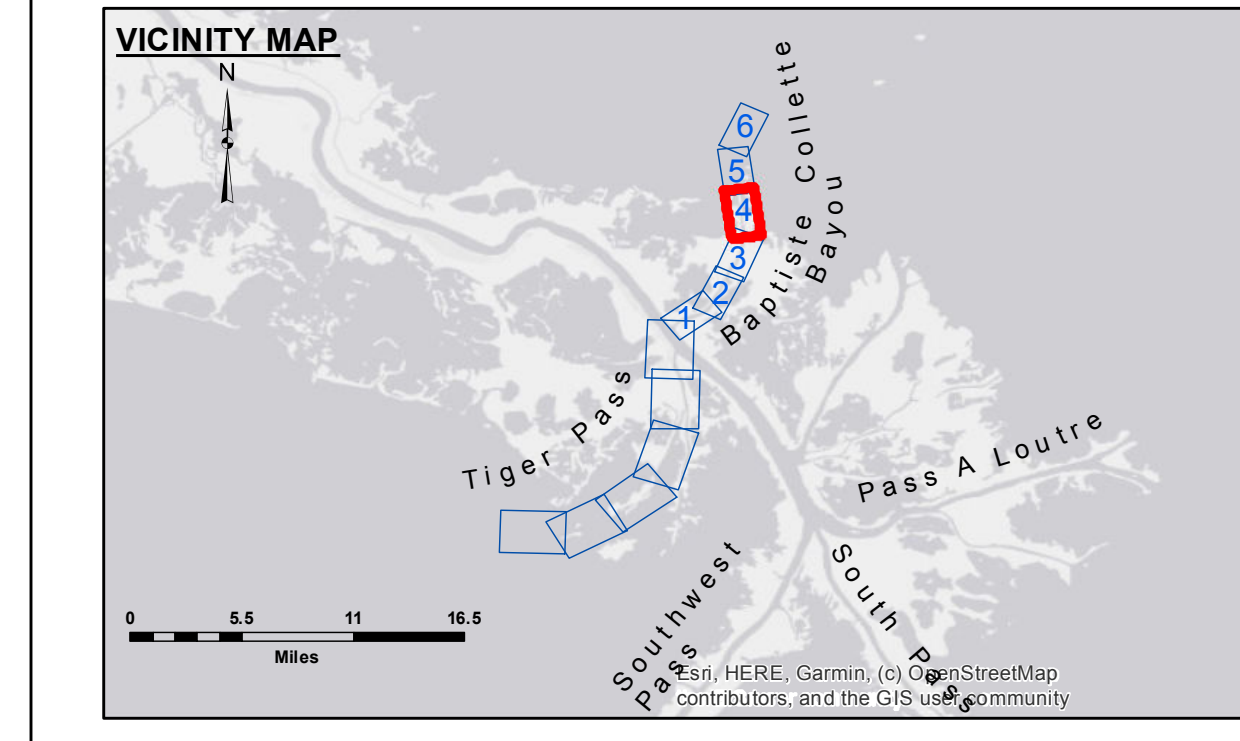 VICINITY MAP
N
6
5
4
3
2
1
Baptiste Collette
Bayou
Tiger Pass
Pass A Loutre
Southwest
Pass
South Pass
0 5.5 11 16.5
Miles
Esri, HERE, Garmin, (c) OpenStreetMap
contributors, and the GIS user community